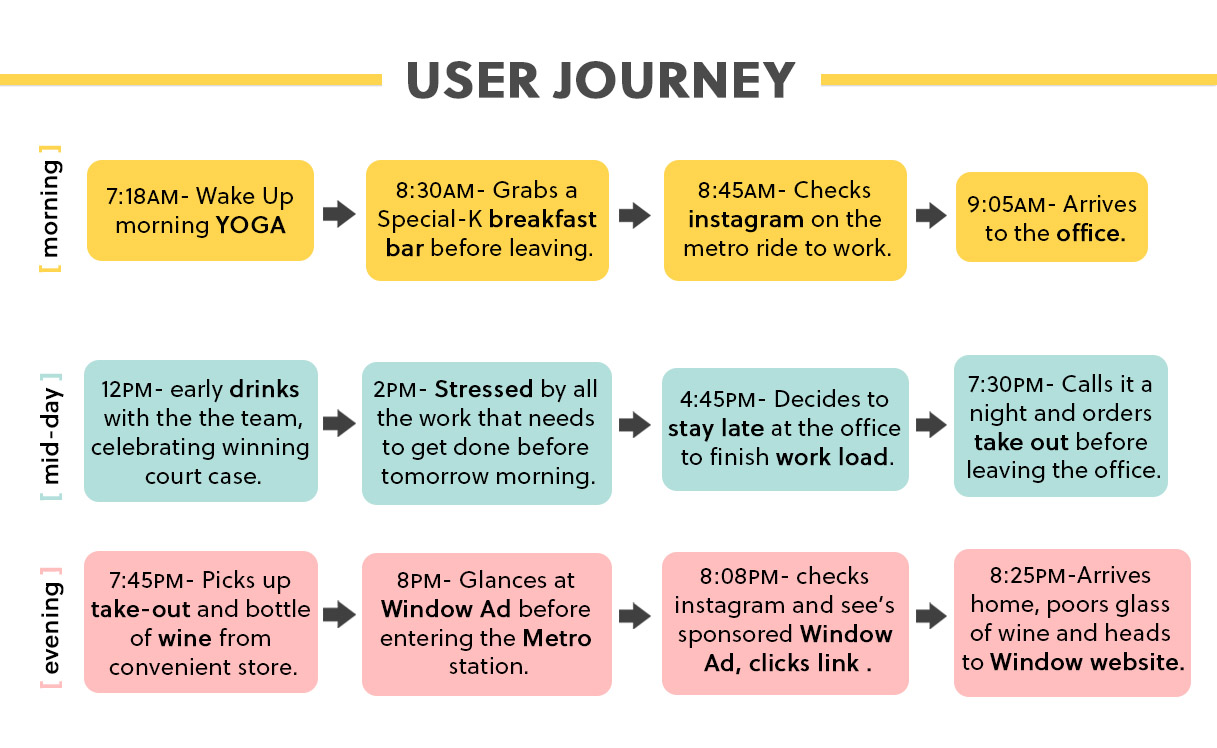 USER JOURNEY
[ morning ]
7:18AM- Wake Up
morning YOGA
8:30AM- Grabs a
Special-K breakfast
bar before leaving.
8:45AM- Checks
instagram on the
metro ride to work.
9:05AM- Arrives
to the office.
[ mid-day ]
12PM- early drinks
with the the team,
celebrating winning
court case.
2PM- Stressed by all
the work that needs
to get done before
tomorrow morning.
4:45PM- Decides to
stay late at the office
to finish work load.
7:30PM- Calls it a
night and orders
take out before
leaving the office.
[ evening ]
7:45PM- Picks up
take-out and bottle
of wine from
convenient store.
8PM- Glances at
Window Ad before
entering the Metro
station.
8:08PM- checks
instagram and see's
sponsored Window
Ad, clicks link .
8:25PM-Arrives
home, poors glass
of wine and heads
to Window website.